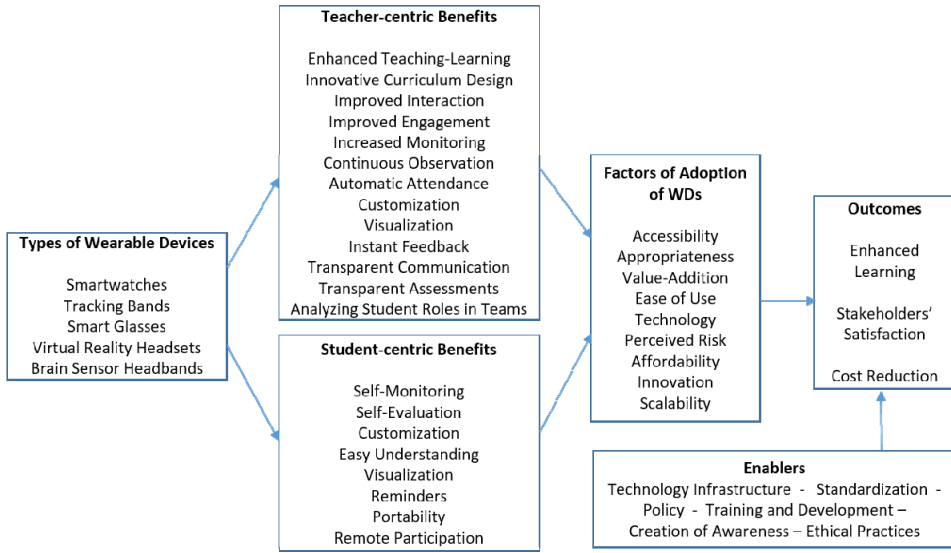 Types of Wearable Devices
Smartwatches
Tracking Bands
Smart Glasses
Virtual Reality Headsets
Brain Sensor Headbands
Teacher-centric Benefits
Enhanced Teaching-Learning
Innovative Curriculum Design
Improved Interaction
Improved Engagement
Increased Monitoring
Continuous Observation
Automatic Attendance
Customization
Visualization
Instant Feedback
Transparent Communication
Transparent Assessments
Analyzing Student Roles in Teams
Student-centric Benefits
Self-Monitoring
Self-Evaluation
Customization
Easy Understanding
Visualization
Reminders
Portability
Remote Participation
Factors of Adoption
of WDs
Accessibility
Appropriateness
Value-Addition
Ease of Use
Technology
Perceived Risk
Affordability
Innovation
Scalability
Outcomes
Enhanced
Learning
Stakeholders’
Satisfaction
Cost Reduction
Enablers
Technology Infrastructure - Standardization -
Policy - Training and Development –
Creation of Awareness – Ethical Practices